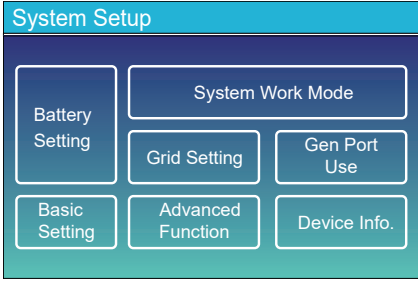 System Setup
Battery
Setting
System Work Mode
Grid Setting
Gen Port
Use
Basic
Setting
Advanced
Function
Device Info.